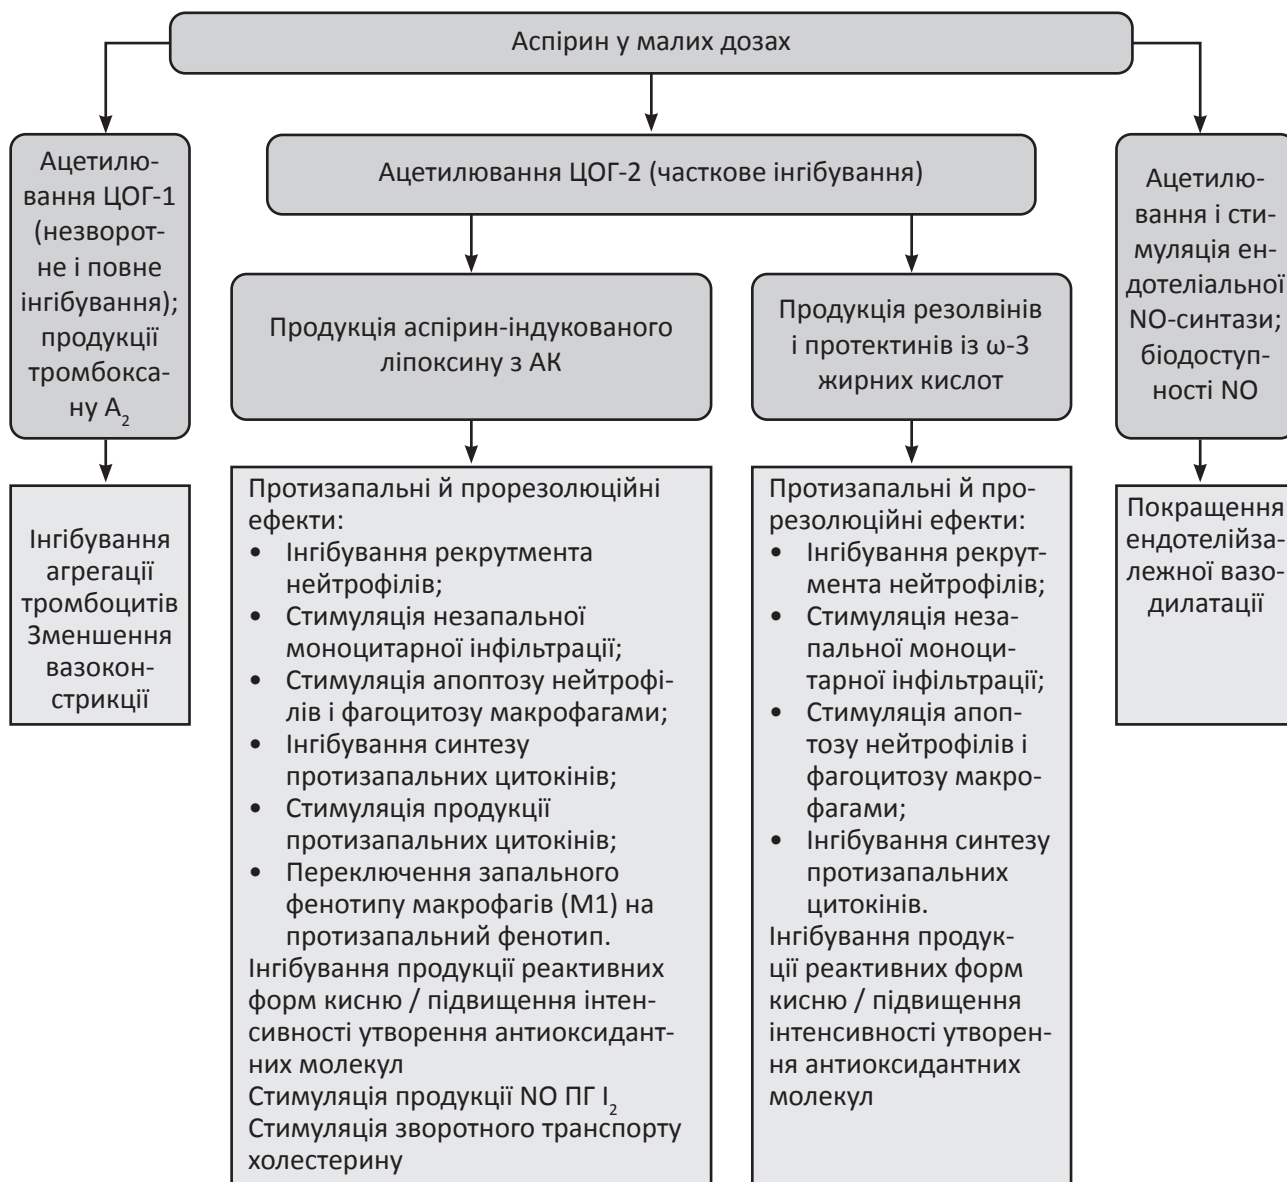 Аспірин у малих дозах
Ацетилю-
вання ЦОГ-1
(незворот-
не і повне
інгібування);
продукції
тромбокса-
ну A₂
Інгібування
агрегації
тромбоцитів
Зменшення
вазокон-
стрикції
Ацетилювання ЦОГ-2 (часткове інгібування)
Продукція аспірин-індукованого
ліпоксину з АК
Протизапальні й прорезолюційні
ефекти:
• Інгібування рекрутмента
нейтрофілів;
• Стимуляція незапальної
моноцитарної інфільтрації;
• Стимуляція апоптозу нейтрофі-
лів і фагоцитозу макрофагами;
• Інгібування синтезу
протизапальних цитокінів;
• Стимуляція продукції
протизапальних цитокінів;
• Переключення запального
фенотипу макрофагів (М1) на
протизапальний фенотип.
Інгібування продукції реактивних
форм кисню / підвищення інтен-
сивності утворення антиоксидант-
них молекул
Стимуляція продукції NO ПГ I₂
Стимуляція зворотного транспорту
холестерину
Продукція резолвінів
і протектинів із ω-3
жирних кислот
Протизапальні й про-
резолюційні ефекти:
• Інгібування рекрут-
мента нейтрофілів;
• Стимуляція неза-
пальної моноци-
тарної інфільтрації;
• Стимуляція апоп-
тозу нейтрофілів і
фагоцитозу макро-
фагами;
• Інгібування синтезу
протизапальних
цитокінів.
Інгібування продук-
ції реактивних форм
кисню / підвищення
інтенсивності утворен-
ня антиоксидантних
молекул
Ацетилю-
вання і сти-
муляція ен-
дотеліальної
NO-синтази;
біодоступ-
ності NO
Покращення
ендотелійза-
лежної вазо-
дилатації